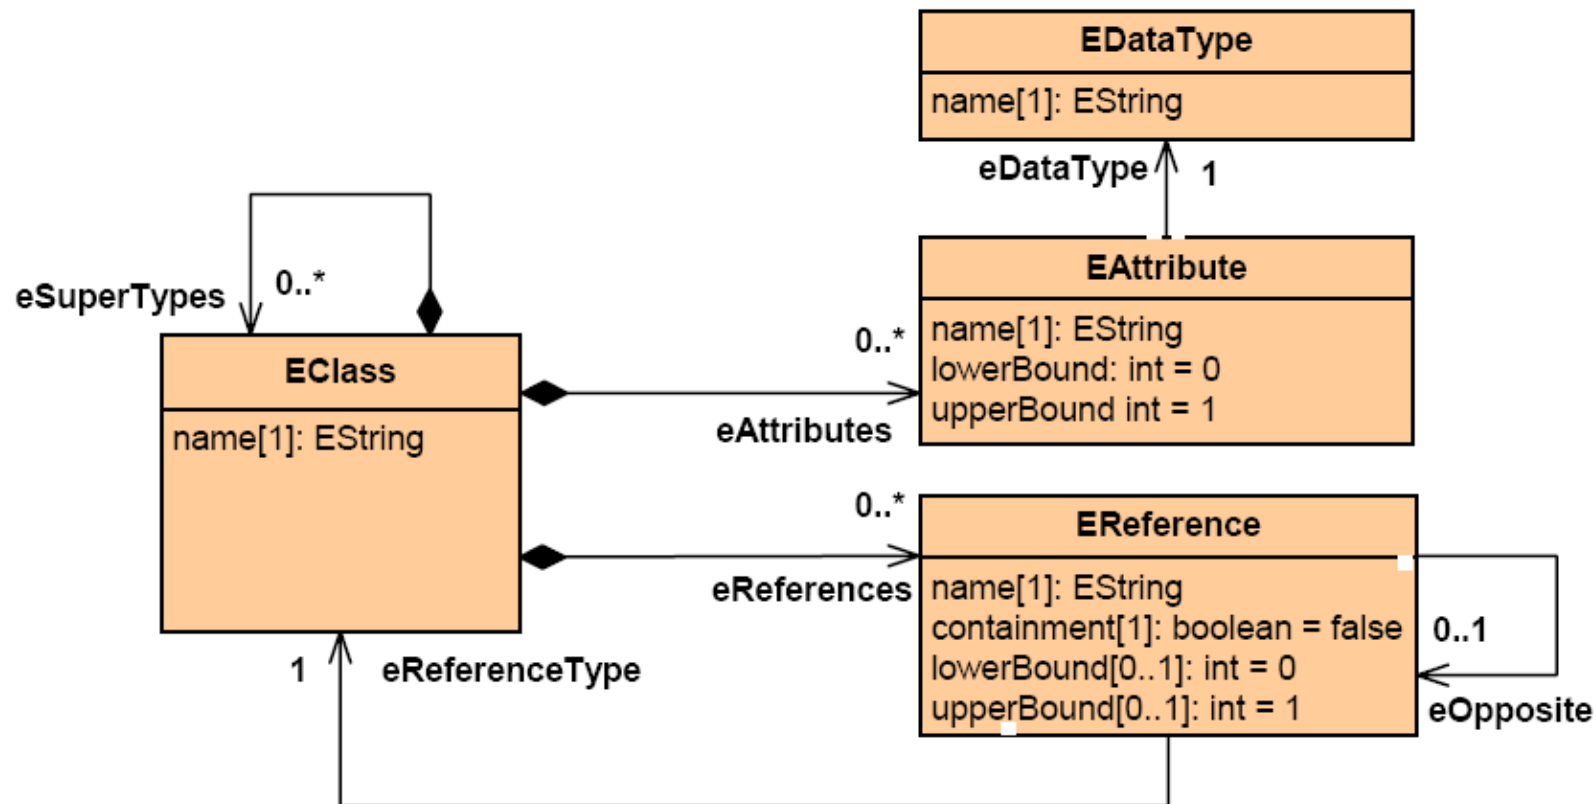 EDataType
name[1]: EString
eDataType
1
EAttribute
name[1]: EString
lowerBound: int = 0
upperBound int = 1
eSuperTypes
0..*
EClass
name[1]: EString
0..*
eAttributes
0..*
eReferences
EReference
name[1]: EString
containment[1]: boolean = false
lowerBound[0..1]: int = 0
upperBound[0..1]: int = 1
0..1
eOpposite
1
eReferenceType